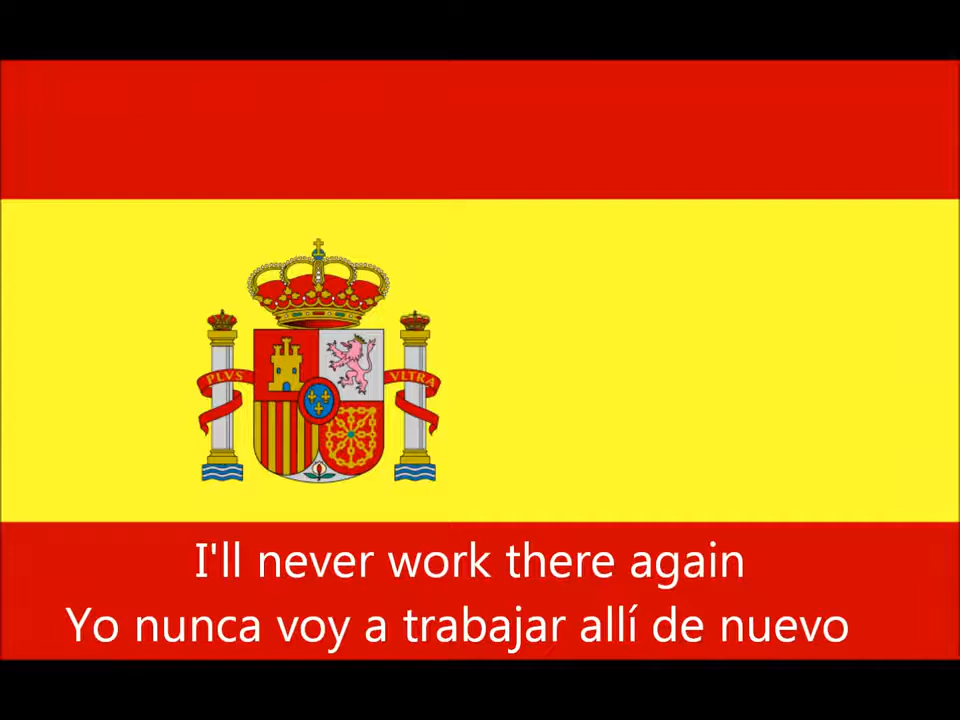 PLVS VLTRA
I'll never work there again
Yo nunca voy a trabajar allí de nuevo